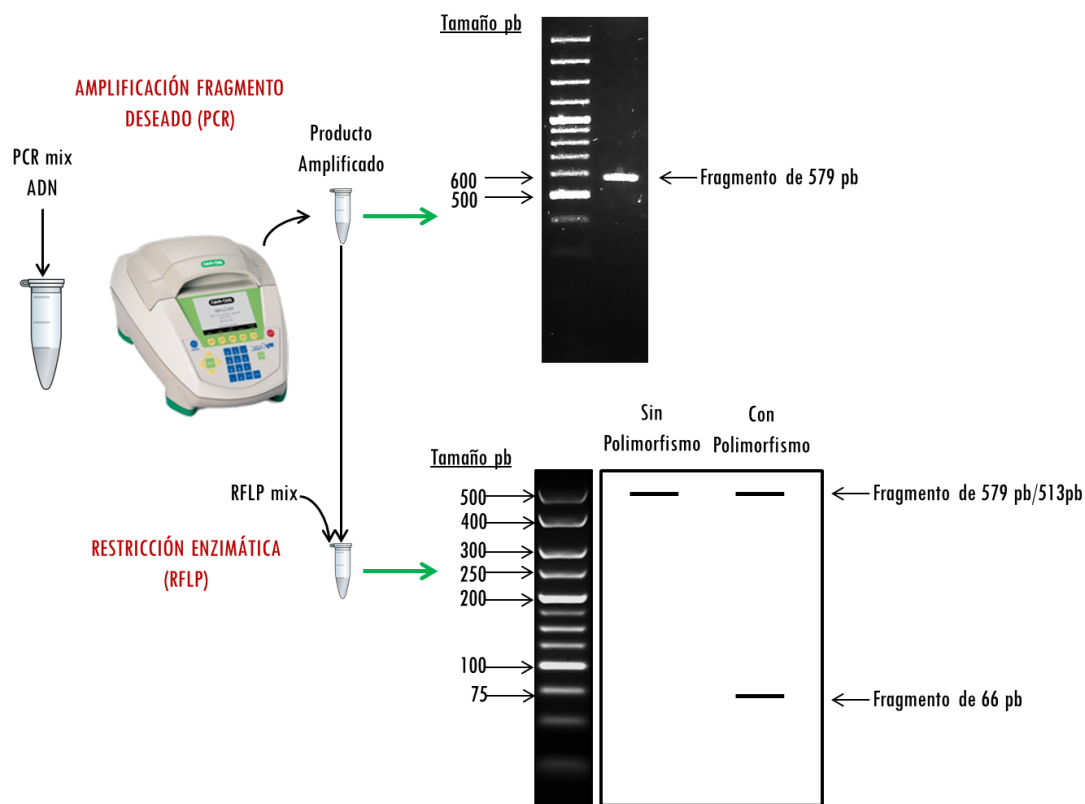 Tamaño pb
AMPLIFICACIÓN FRAGMENTO
DESEADO (PCR)
PCR mix
ADN
Producto
Amplificado
600
500
Fragmento de 579 pb
BIO-RAD
Sin
Polimorfismo
Con
Polimorfismo
Tamaño pb
RFLP mix
RESTRICCIÓN ENZIMÁTICA
(RFLP)
500
400
300
250
200
100
75
Fragmento de 579 pb/513pb
Fragmento de 66 pb